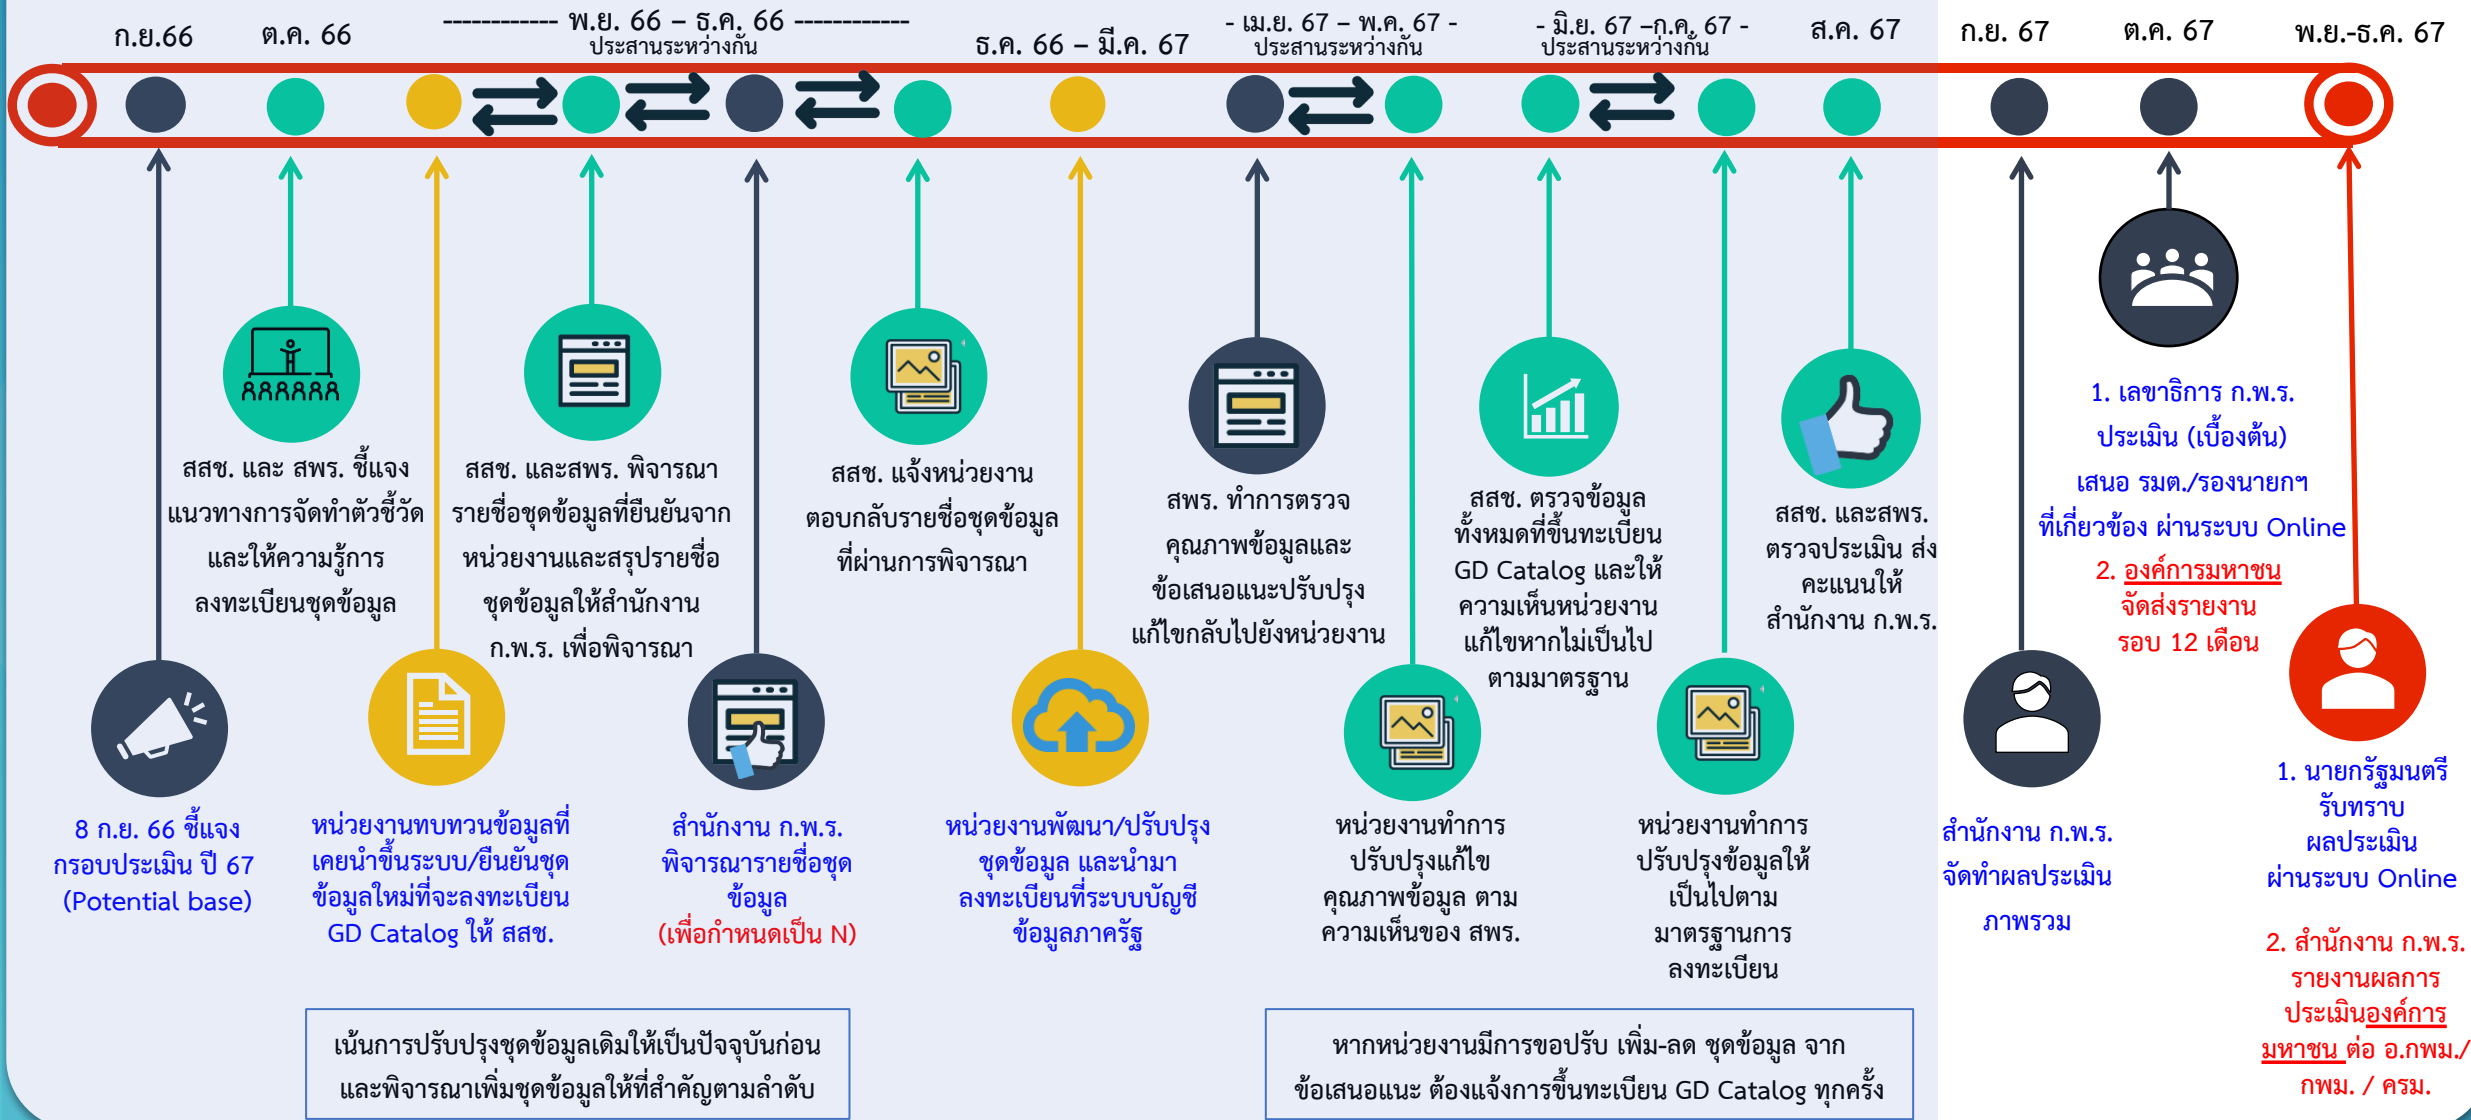 ก.ย.66
ต.ค. 66
------------ พ.ย. 66 – ธ.ค. 66 ------------
ประสานระหว่างกัน
ธ.ค. 66 – มี.ค. 67
- เม.ย. 67 – พ.ค. 67 -
ประสานระหว่างกัน
- มิ.ย. 67 –ก.ค. 67 -
ประสานระหว่างกัน
ส.ค. 67
ก.ย. 67
ต.ค. 67
พ.ย.-ธ.ค. 67
8 ก.ย. 66 ชี้แจง
กรอบประเมิน ปี 67
(Potential base)
สสช. และ สพร. ชี้แจง
แนวทางการจัดทำตัวชี้วัด
และให้ความรู้การ
ลงทะเบียนชุดข้อมูล
หน่วยงานทบทวนข้อมูลที่
เคยนำขึ้นระบบ/ยืนยันชุด
ข้อมูลใหม่ที่จะลงทะเบียน
GD Catalog ให้ สสช.
สสช. และสพร. พิจารณา
รายชื่อชุดข้อมูลที่ยืนยันจาก
หน่วยงานและสรุปรายชื่อ
ชุดข้อมูลให้สำนักงาน
ก.พ.ร. เพื่อพิจารณา
สำนักงาน ก.พ.ร.
พิจารณารายชื่อชุด
ข้อมูล
(เพื่อกำหนดเป็น N)
สสช. แจ้งหน่วยงาน
ตอบกลับรายชื่อชุดข้อมูล
ที่ผ่านการพิจารณา
หน่วยงานพัฒนา/ปรับปรุง
ชุดข้อมูล และนำมา
ลงทะเบียนที่ระบบบัญชี
ข้อมูลภาครัฐ
สพร. ทำการตรวจ
คุณภาพข้อมูลและ
ข้อเสนอแนะปรับปรุง
แก้ไขกลับไปยังหน่วยงาน
หน่วยงานทำการ
ปรับปรุงแก้ไข
คุณภาพข้อมูล ตาม
ความเห็นของ สพร.
สสช. ตรวจข้อมูล
ทั้งหมดที่ขึ้นทะเบียน
GD Catalog และให้
ความเห็นหน่วยงาน
แก้ไขหากไม่เป็นไป
ตามมาตรฐาน
หน่วยงานทำการ
ปรับปรุงข้อมูลให้
เป็นไปตาม
มาตรฐานการ
ลงทะเบียน
สสช. และสพร.
ตรวจประเมิน ส่ง
คะแนนให้
สำนักงาน ก.พ.ร.
สำนักงาน ก.พ.ร.
จัดทำผลประเมิน
ภาพรวม
1. เลขาธิการ ก.พ.ร.
ประเมิน (เบื้องต้น)
เสนอ รมต./รองนายกฯ
ที่เกี่ยวข้อง ผ่านระบบ Online
2. องค์การมหาชน
จัดส่งรายงาน
รอบ 12 เดือน
1. นายกรัฐมนตรี
รับทราบ
ผลประเมิน
ผ่านระบบ Online
2. สำนักงาน ก.พ.ร.
รายงานผลการ
ประเมินองค์การ
มหาชน ต่อ อ.กพม./
กพม. / ครม.
เน้นการปรับปรุงชุดข้อมูลเดิมให้เป็นปัจจุบันก่อน
และพิจารณาเพิ่มชุดข้อมูลให้ที่สำคัญตามลำดับ
หากหน่วยงานมีการขอปรับ เพิ่ม-ลด ชุดข้อมูล จาก
ข้อเสนอแนะ ต้องแจ้งการขึ้นทะเบียน GD Catalog ทุกครั้ง